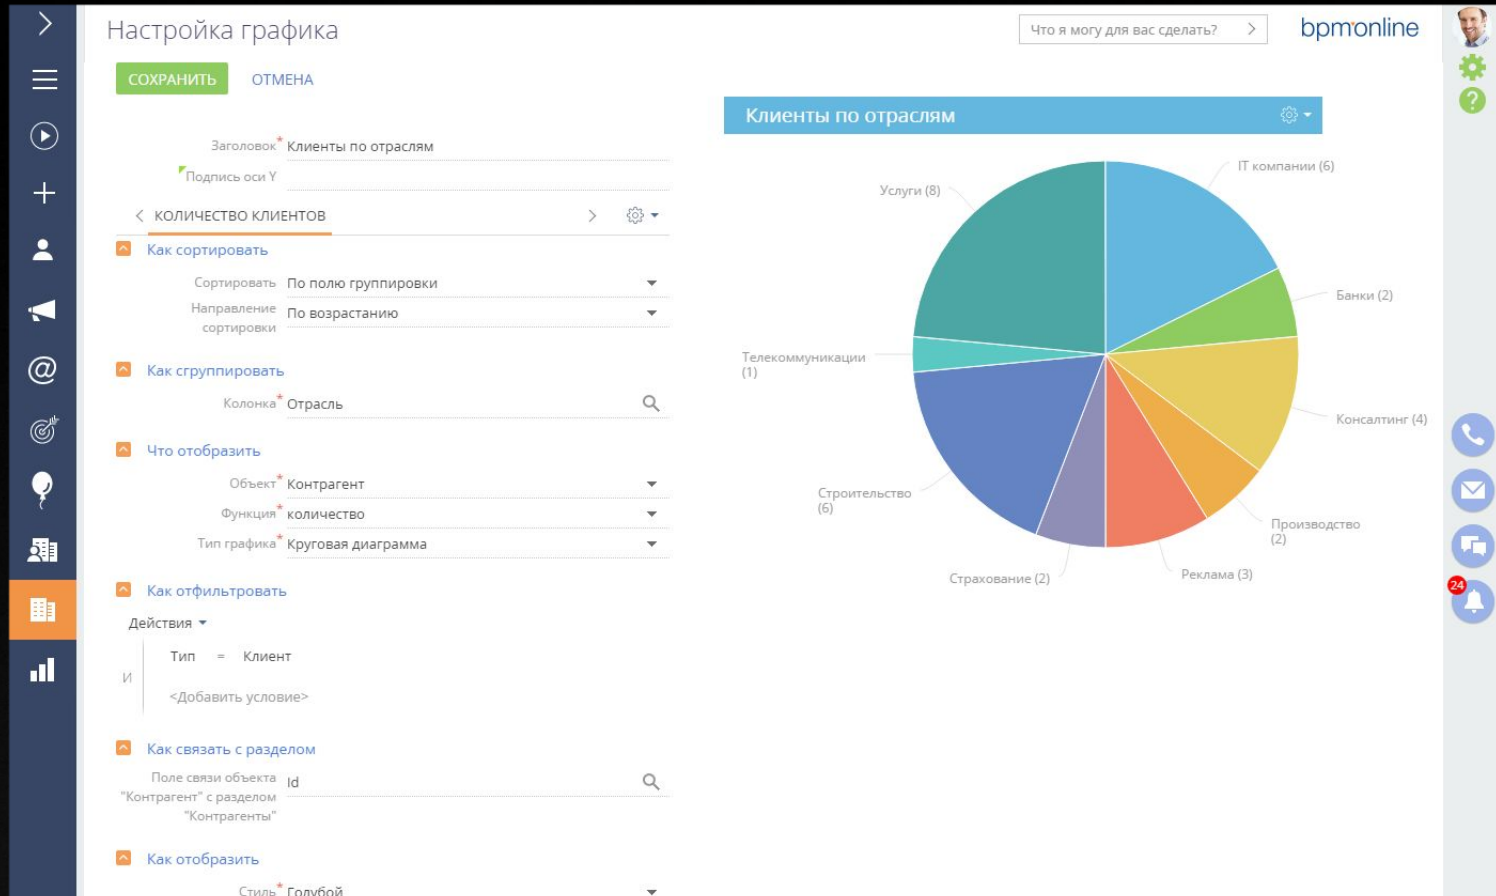 Настройка графика
Что я могу для вас сделать?
bpmonline
СОХРАНИТЬ
ОТМЕНА
Заголовок* Клиенты по отраслям
Подпись оси Y
КОЛИЧЕСТВО КЛИЕНТОВ
Как сортировать
Сортировать По полю группировки
Направление
сортировки
По возрастанию
Как сгруппировать
Колонка* Отрасль
Что отобразить
Объект* Контрагент
Функция* количество
Тип графика* Круговая диаграмма
Как отфильтровать
Действия
И
Тип = Клиент
<Добавить условие>
Как связать с разделом
Поле связи объекта
"Контрагент" с разделом
"Контрагенты"
Id
Как отобразить
Стиль* Голубой
Клиенты по отраслям
IT компании (6)
Услуги (8)
Банки (2)
Телекоммуникации
(1)
Консалтинг (4)
Строительство
(6)
Производство
(2)
Реклама (3)
Страхование (2)
?
24